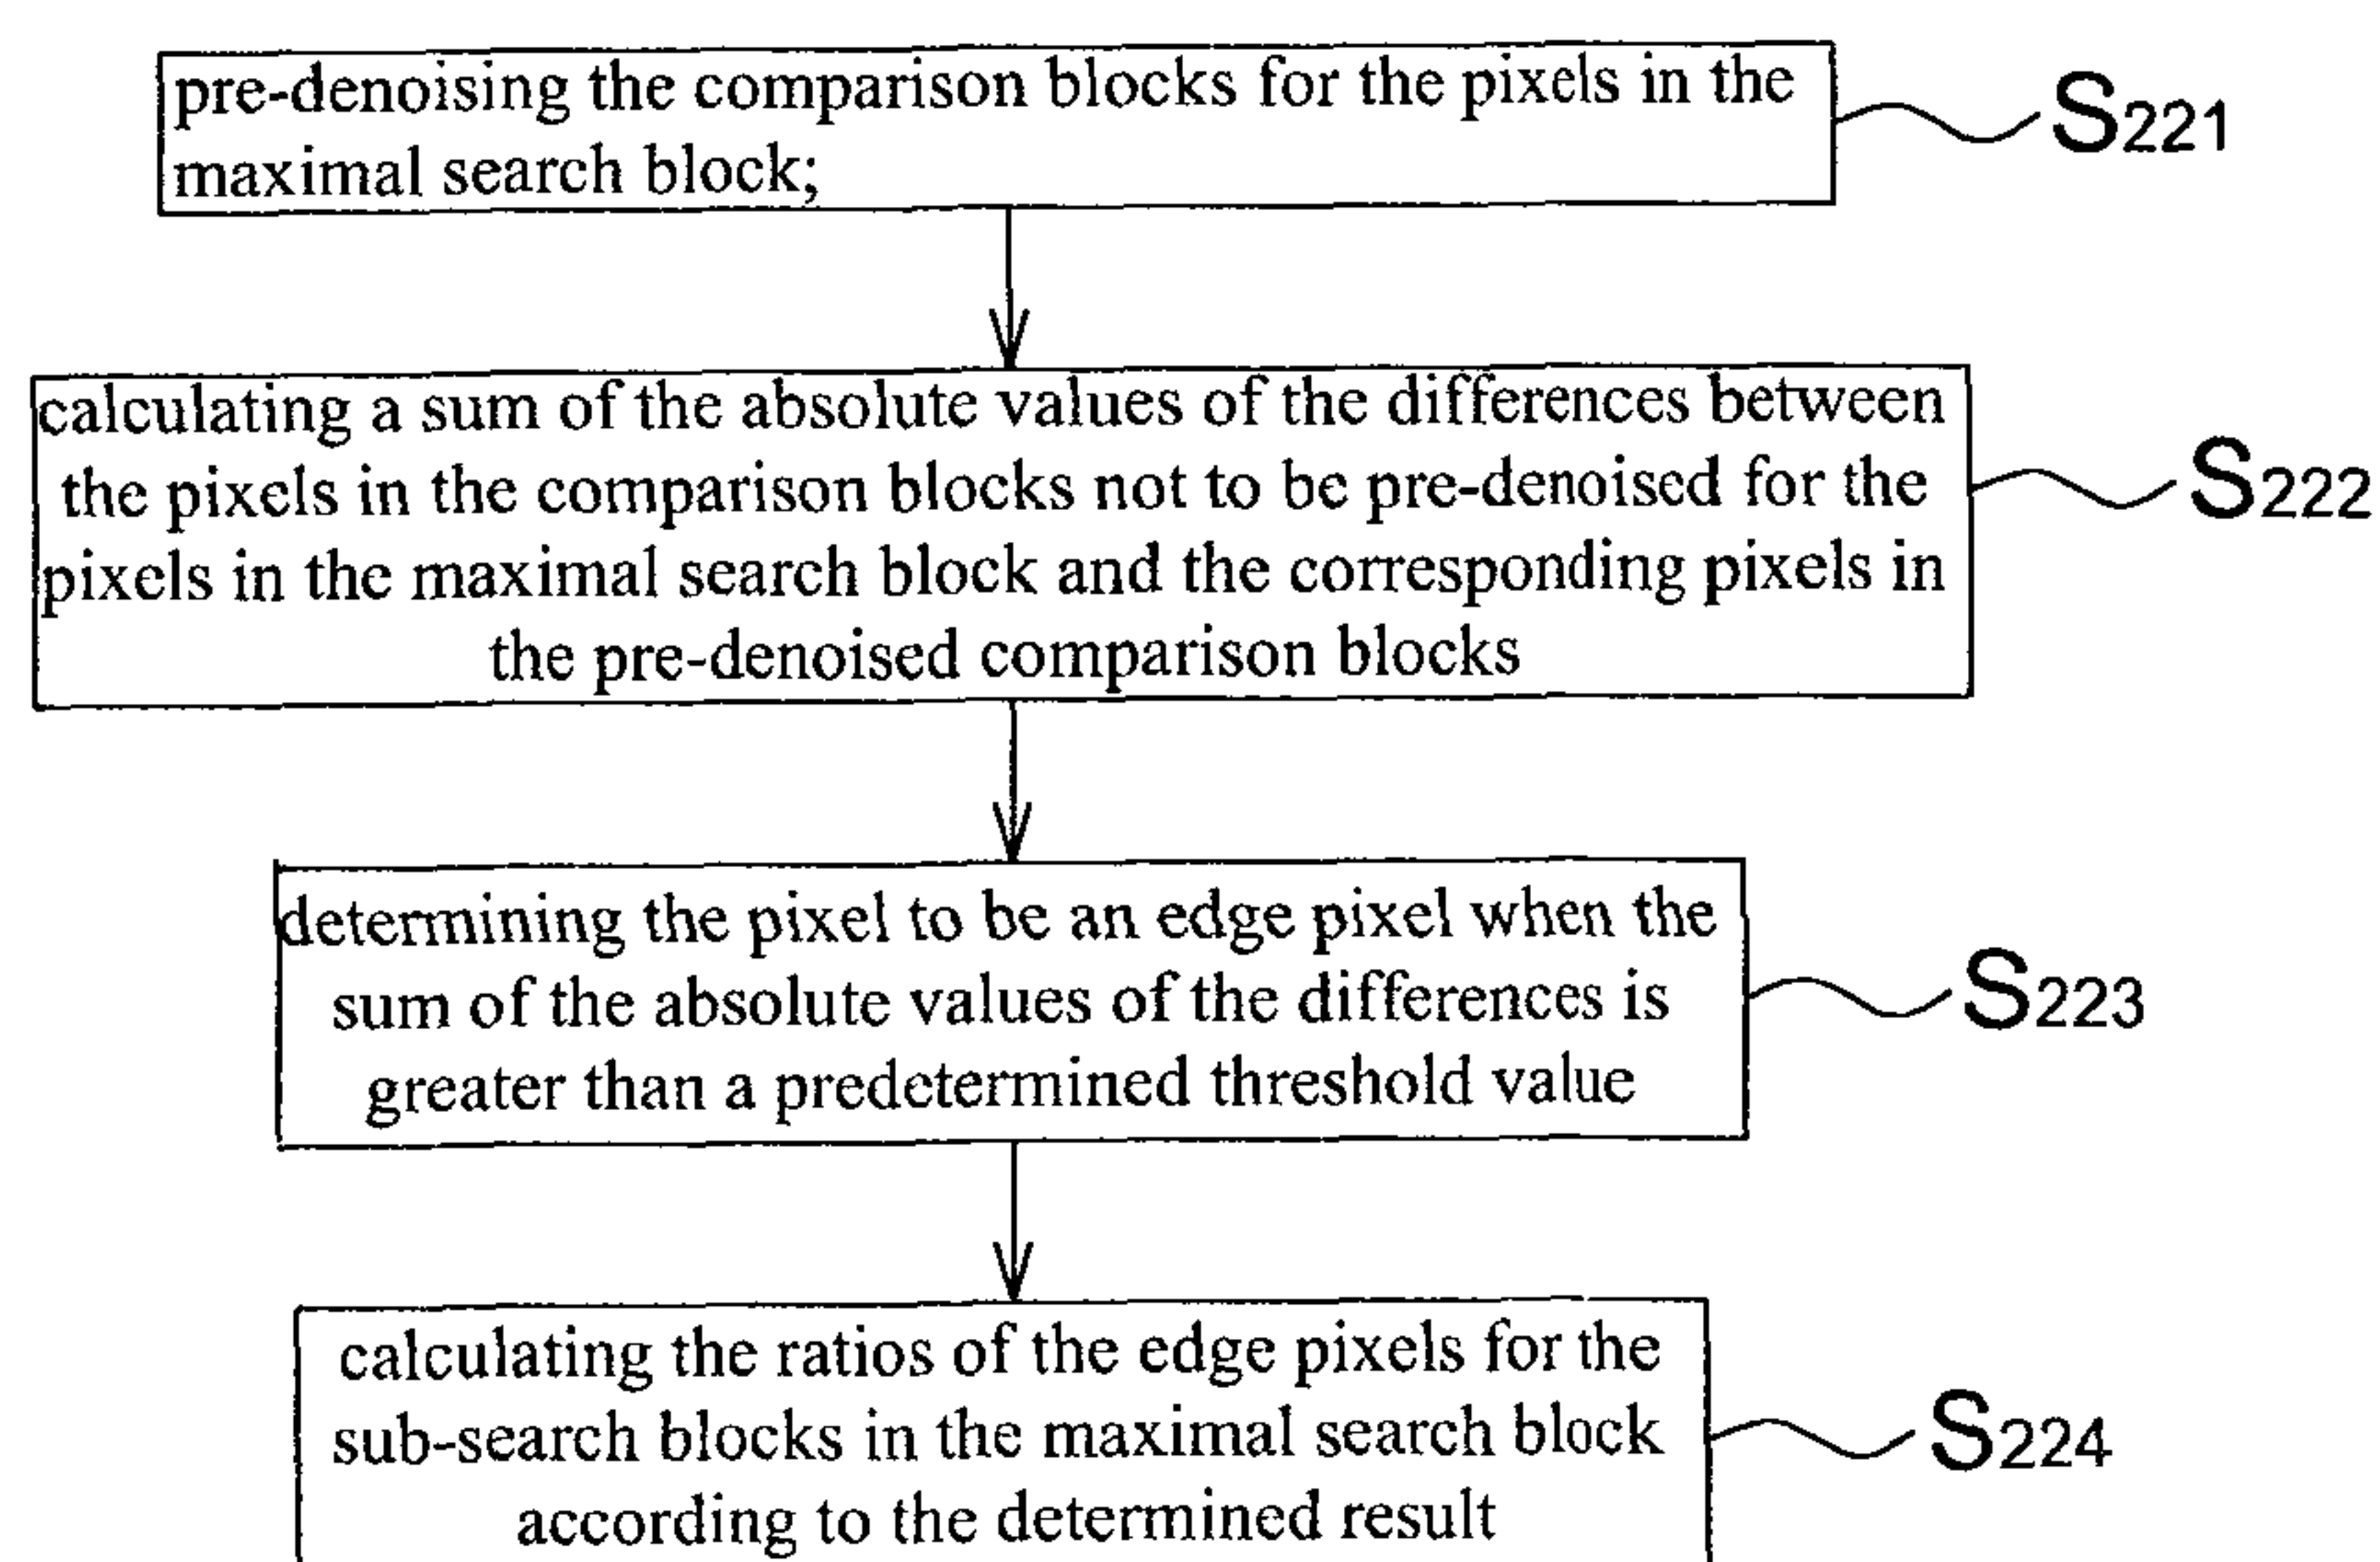 pre-denoising the comparison blocks for the pixels in the
maximal search block;
S221
calculating a sum of the absolute values of the differences between
the pixels in the comparison blocks not to be pre-denoised for the
pixels in the maximal search block and the corresponding pixels in
the pre-denoised comparison blocks
S222
determining the pixel to be an edge pixel when the
sum of the absolute values of the differences is
greater than a predetermined threshold value
S223
calculating the ratios of the edge pixels for the
sub-search blocks in the maximal search block
according to the determined result
S224